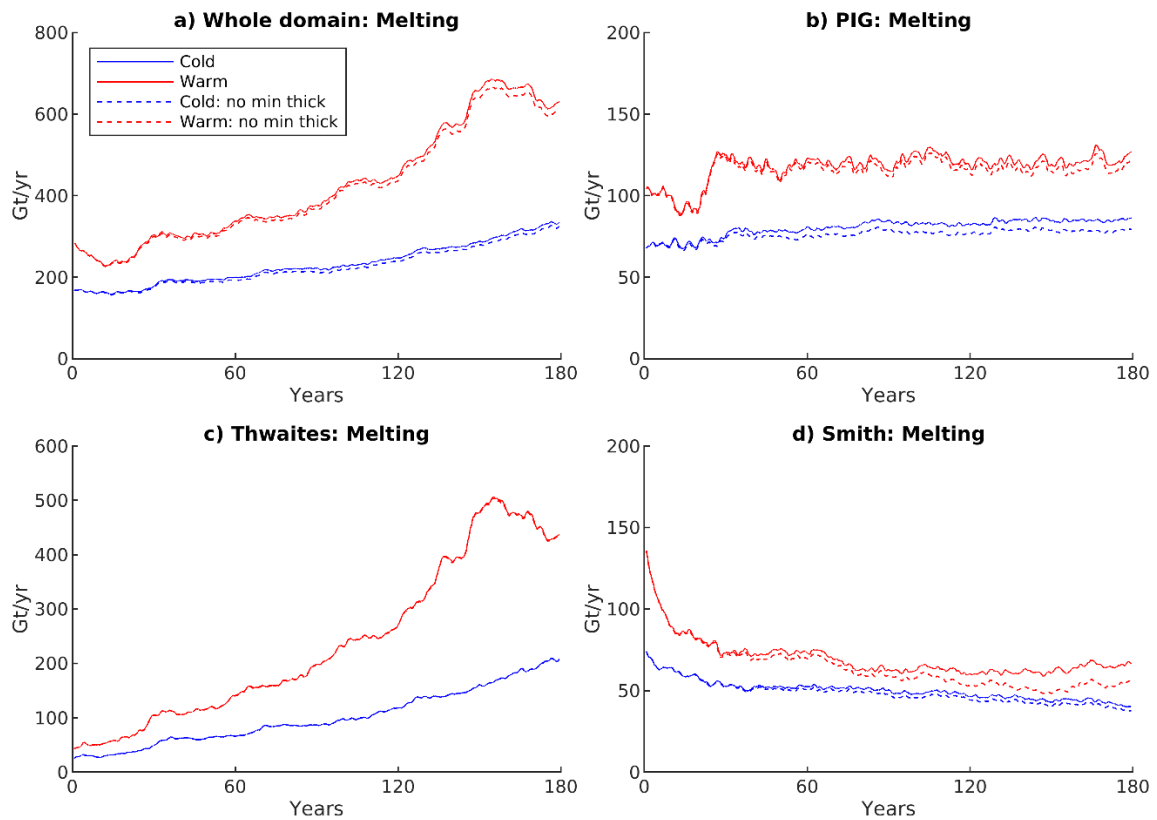 a) Whole domain: Melting
800
600
400
200
0
Gt/yr
Cold
Warm
Cold: no min thick
Warm: no min thick
0 60 120 180
Years
b) PIG: Melting
200
150
100
50
0
Gt/yr
0 60 120 180
Years
c) Thwaites: Melting
600
500
400
300
200
100
0
Gt/yr
0 60 120 180
Years
d) Smith: Melting
200
150
100
50
0
Gt/yr
0 60 120 180
Years